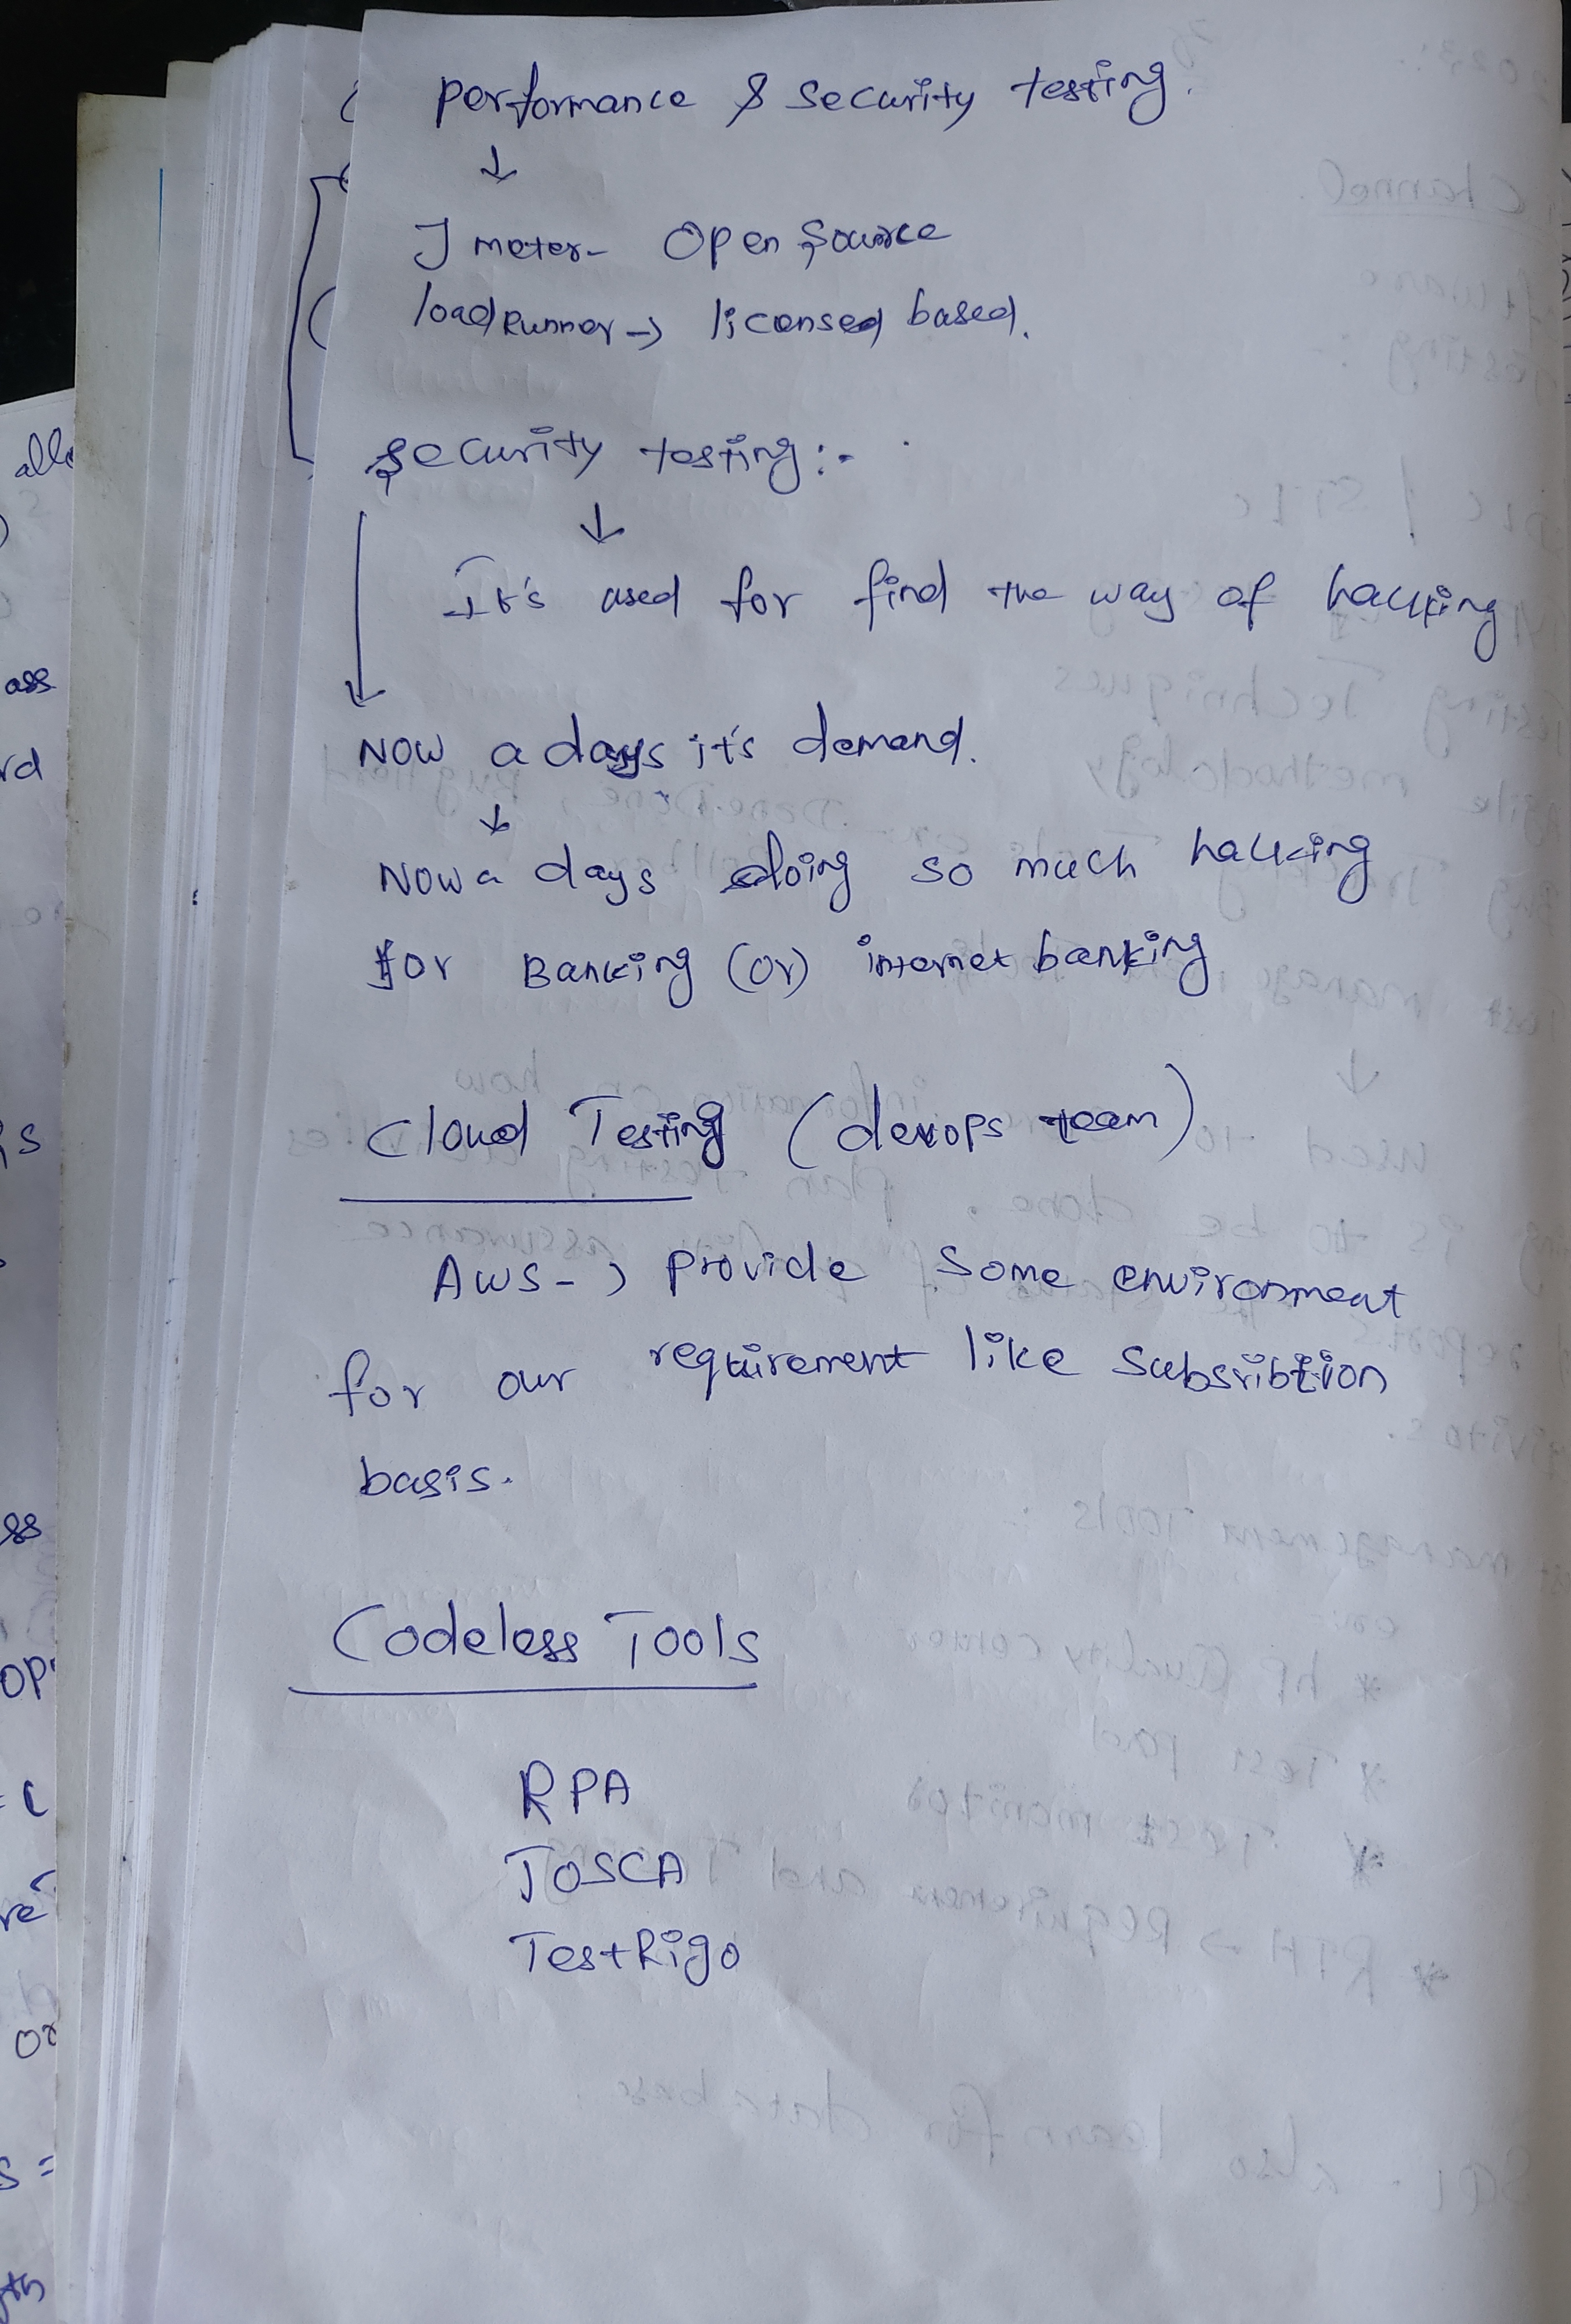 performance & security testing.
↓
J meter- Open Source
loadRunner → licensed based.
Security testing:-
↓
It's used for find the way of hacking
↓
Now a days it's demand.
↓
Now a days doing so much hacking
for Banking (or) internet banking
Cloud Testing (devops team)
AWS-→ Provide some environment
for our requirement like Subsribtion
basis.
Codeless Tools
RPA
TOSCA
TestRigo